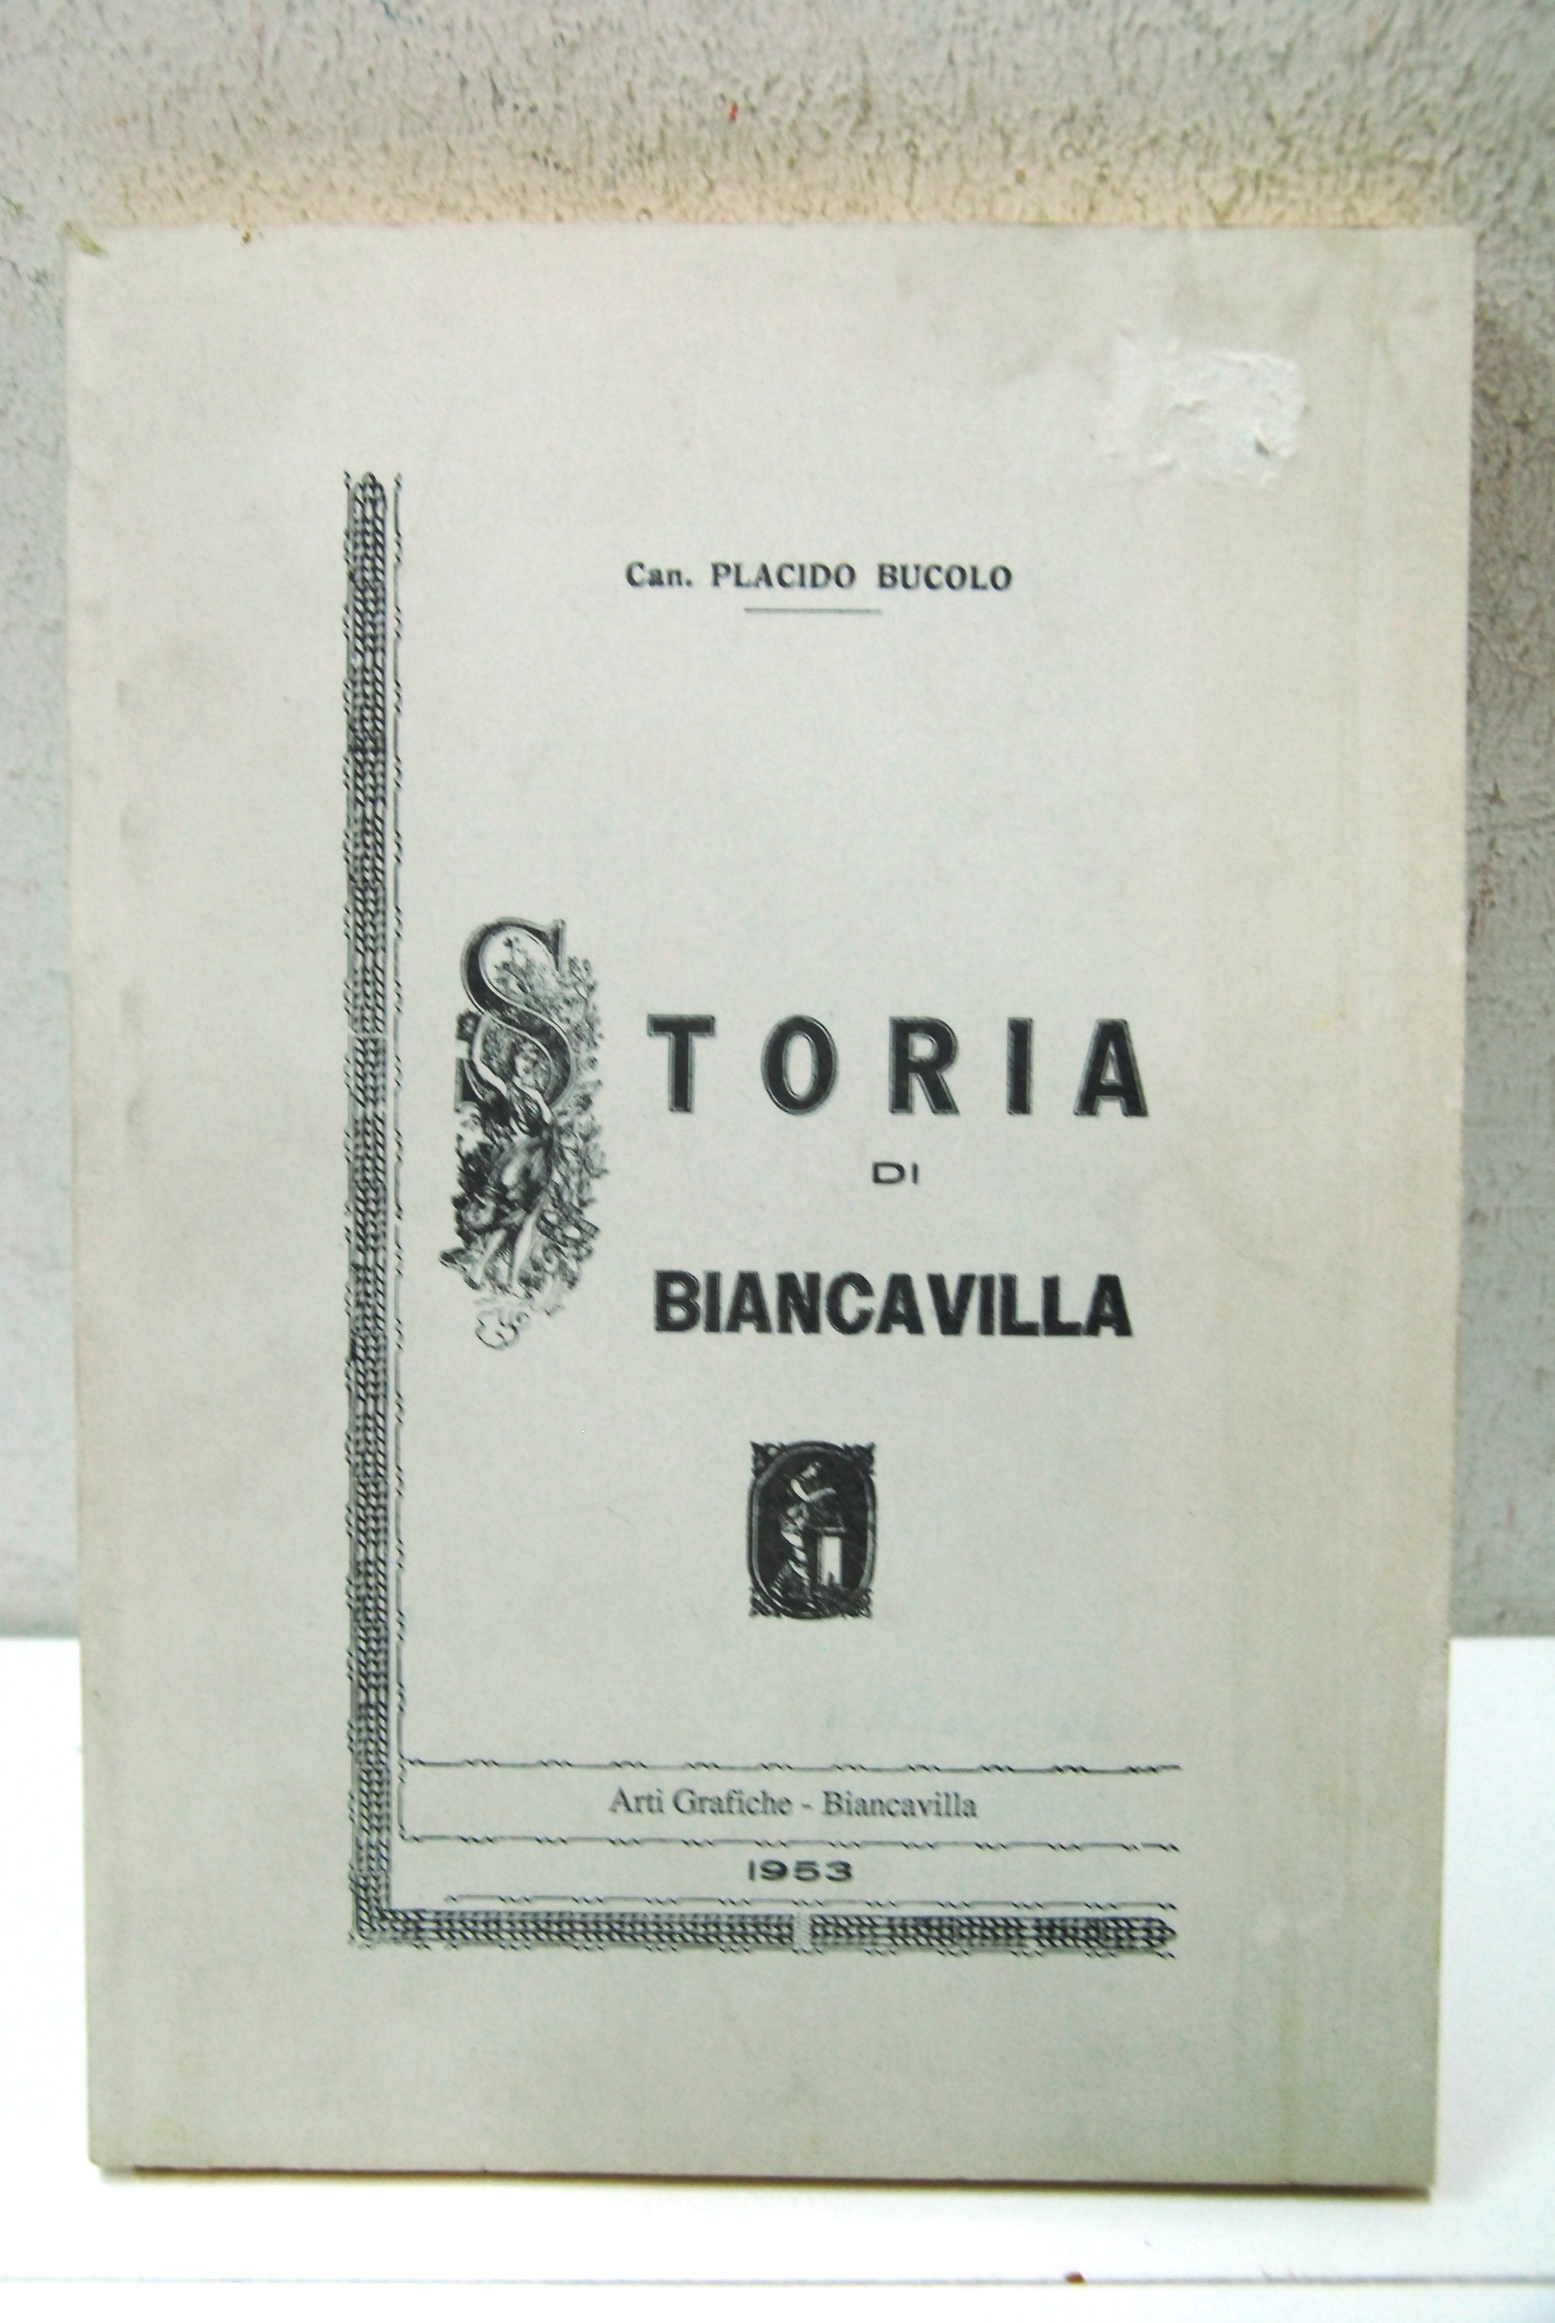 Can. PLACIDO BUCOLO
STORIA
DI
BIANCAVILLA
Arti Grafiche - Biancavilla
1953